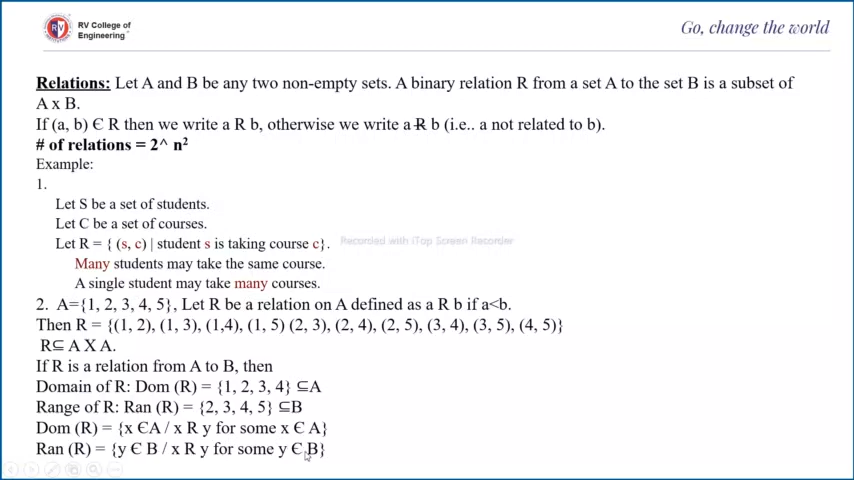 RV College of
Engineering
Go, change the world
Relations: Let A and B be any two non-empty sets. A binary relation R from a set A to the set B is a subset of
A x B.
If (a, b) Є R then we write a R b, otherwise we write a R b (i.e.. a not related to b).
# of relations = 2^ n²
Example:
1.
Let S be a set of students.
Let C be a set of courses.
Let R = { (s, c) | student s is taking course c}.
Recorded with iTop Screen Recorder
Many students may take the same course.
A single student may take many courses.
2. A={1, 2, 3, 4, 5}, Let R be a relation on A defined as a R b if a<b.
Then R = {(1, 2), (1, 3), (1,4), (1, 5) (2, 3), (2, 4), (2, 5), (3, 4), (3, 5), (4, 5)}
R⊆ A X A.
If R is a relation from A to B, then
Domain of R: Dom (R) = {1, 2, 3, 4} ⊆A
Range of R: Ran (R) = {2, 3, 4, 5} ⊆B
Dom (R) = {x ЄA / x R y for some x Є A}
Ran (R) = {y Є B / x R y for some y Є B}